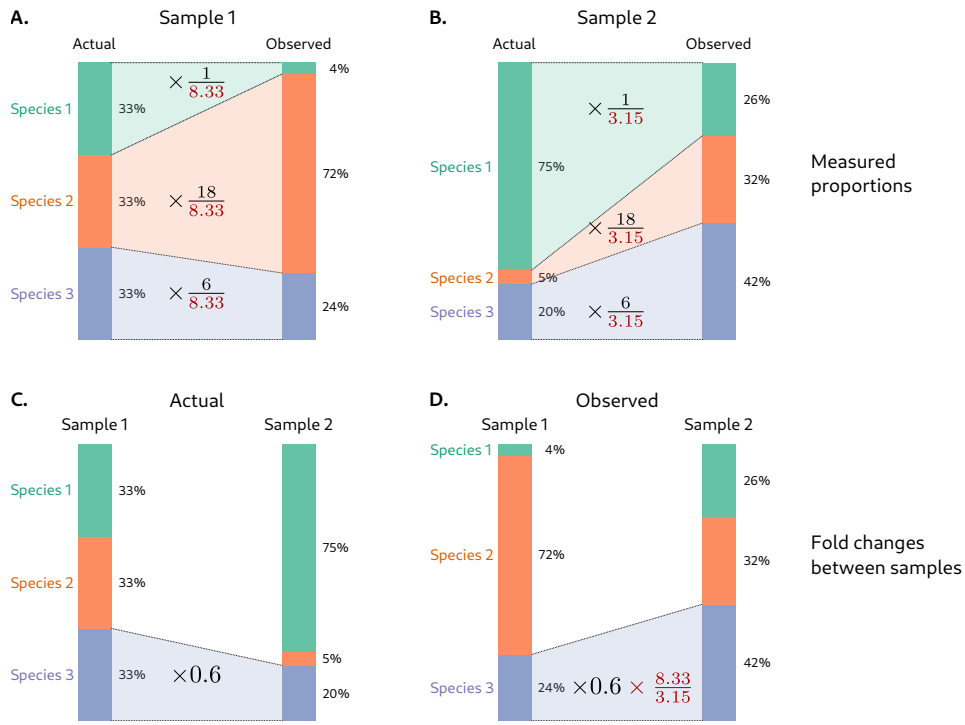 A. Sample 1
Actual Observed
Species 1 33% × 1/8.33 4%
Species 2 33% × 18/8.33 72%
Species 3 33% × 6/8.33 24%
B. Sample 2
Actual Observed
Species 1 75% × 1/3.15 26%
Species 2 5% × 18/3.15 32%
Species 3 20% × 6/3.15 42%
Measured
proportions
C. Actual
Sample 1 Sample 2
Species 1 33% 75%
Species 2 33% 5%
Species 3 33% ×0.6 20%
D. Observed
Sample 1 Sample 2
Species 1 4% 26%
Species 2 72% 32%
Species 3 24% ×0.6 × 8.33/3.15 42%
Fold changes
between samples